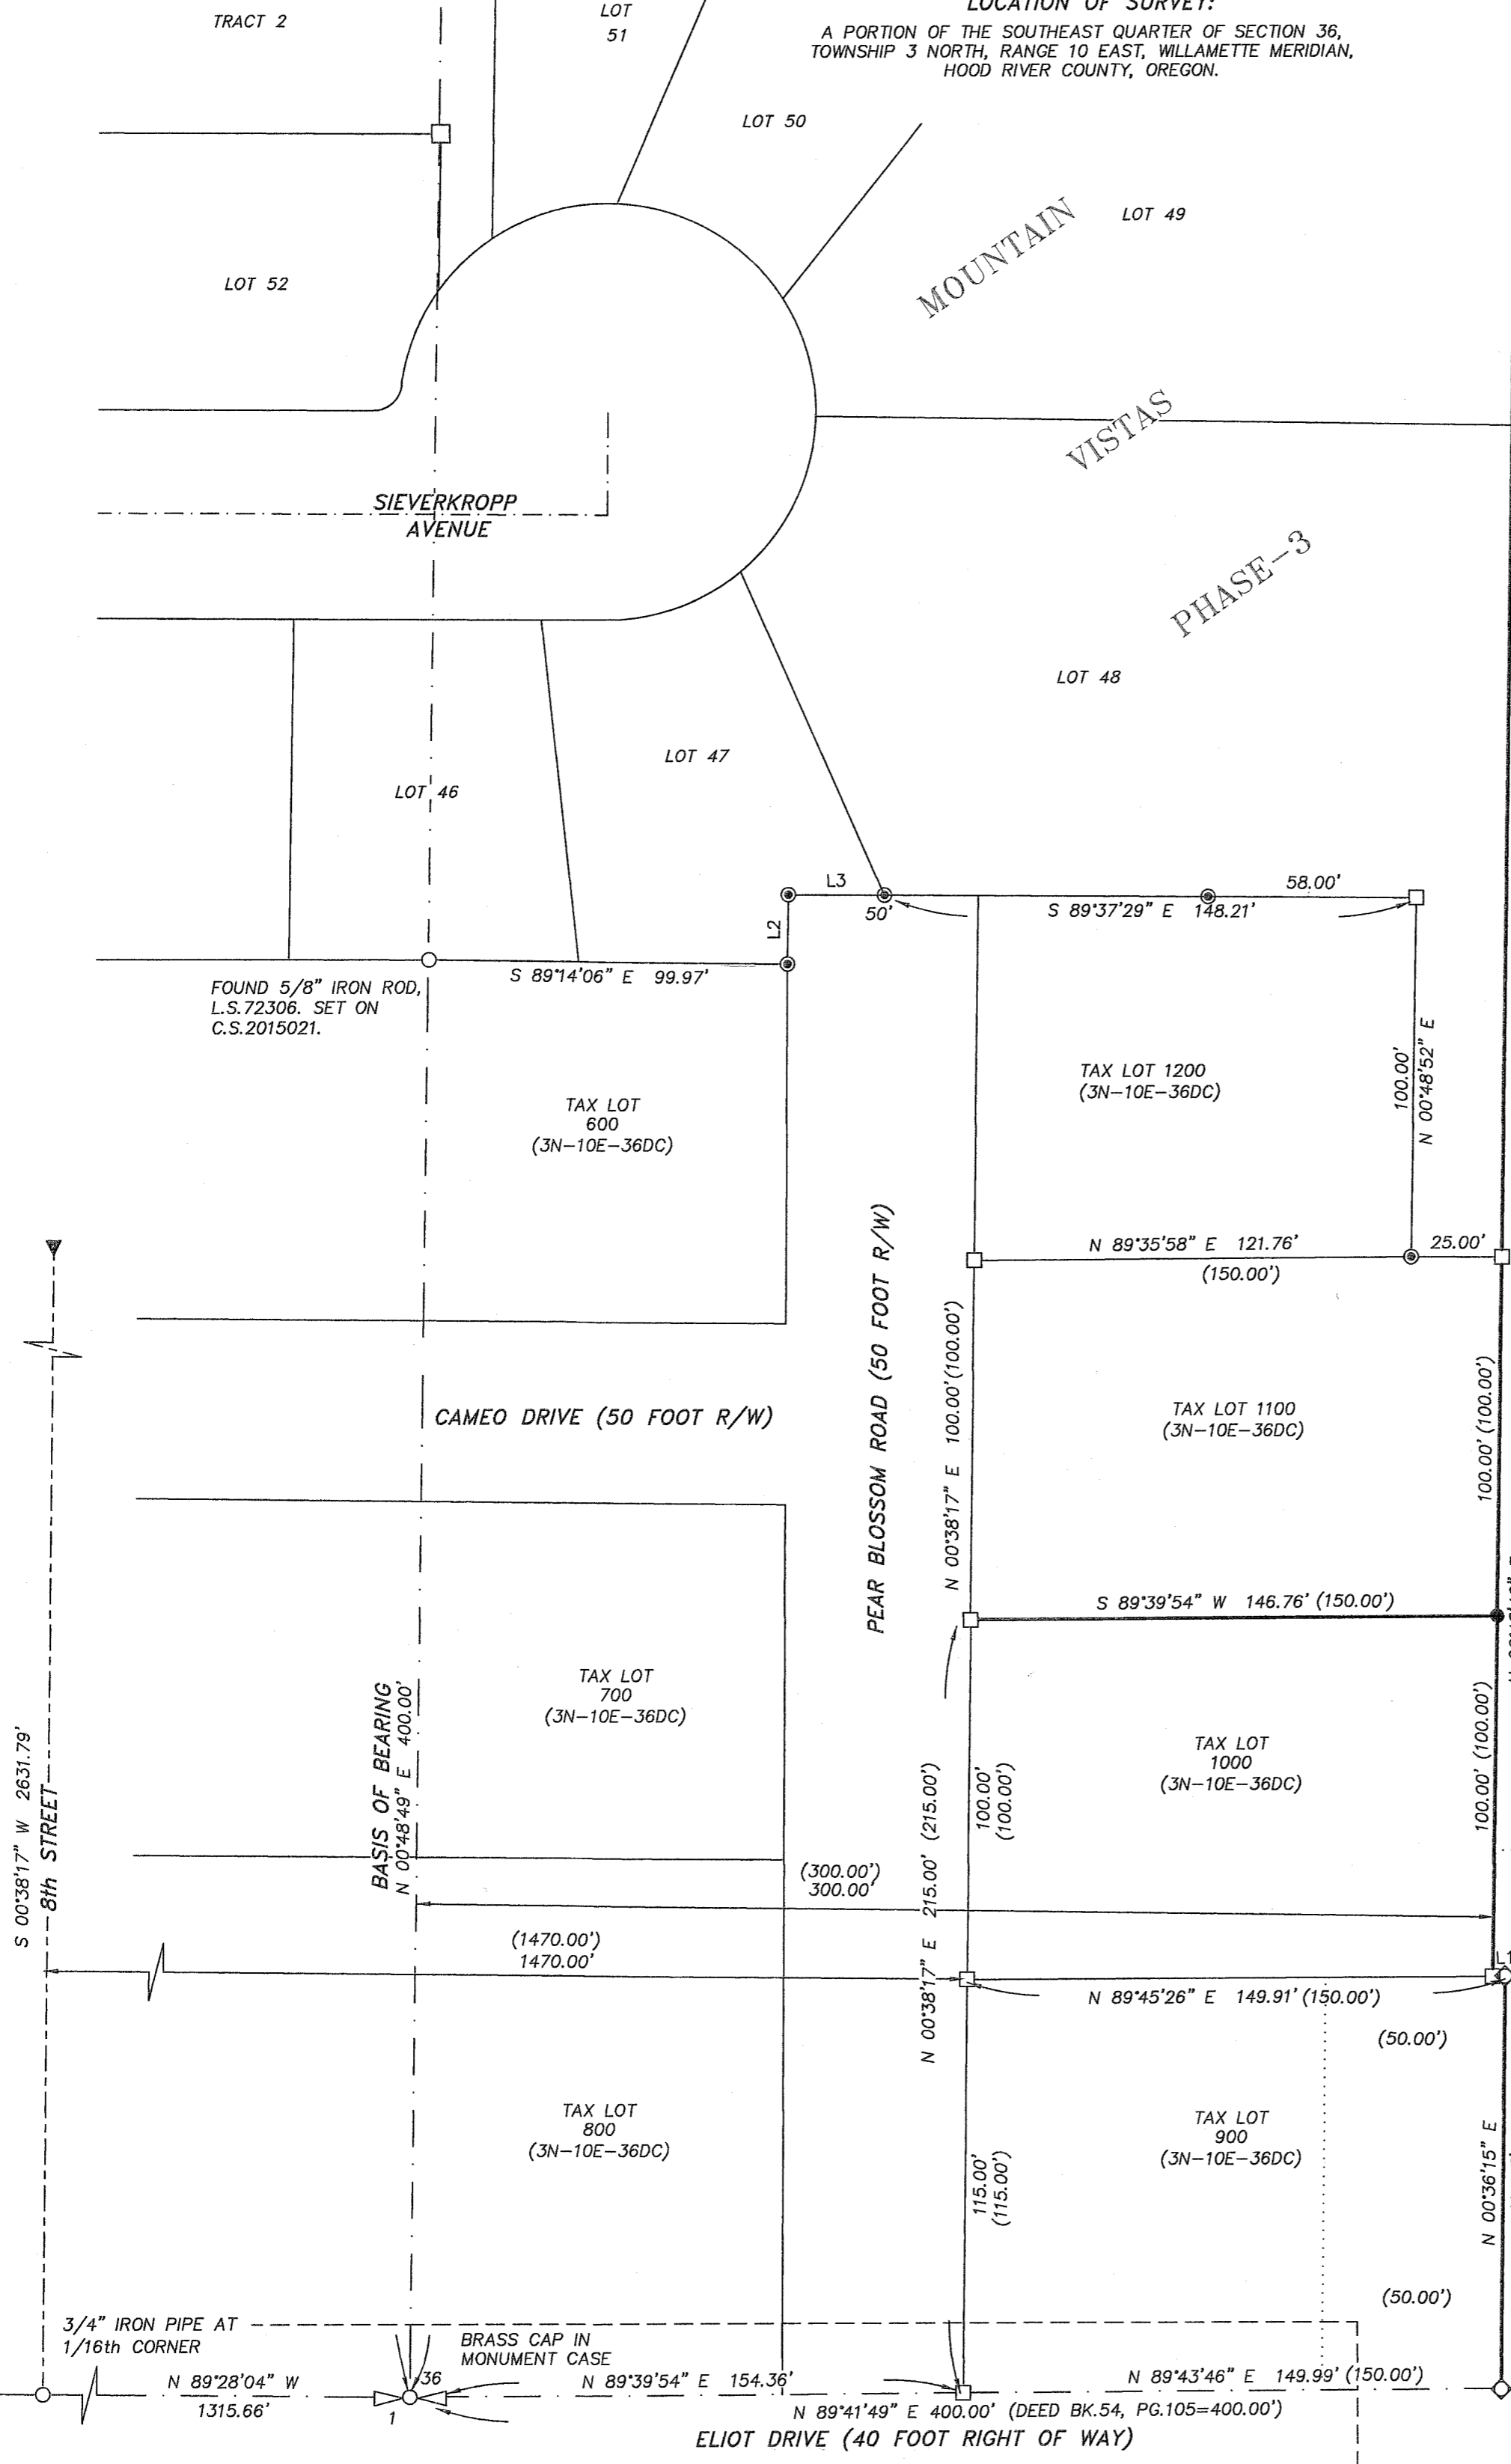 LOCATION OF SURVEY:
A PORTION OF THE SOUTHEAST QUARTER OF SECTION 36,
TOWNSHIP 3 NORTH, RANGE 10 EAST, WILLAMETTE MERIDIAN,
HOOD RIVER COUNTY, OREGON.
TRACT 2
LOT
51
LOT 50
LOT 49
LOT 52
MOUNTAIN
VISTAS
PHASE-3
SIEVERKROPP
AVENUE
LOT 48
LOT 47
LOT 46
L3
50'
58.00'
S 89°37'29" E 148.21'
L2
S 89°14'06" E 99.97'
FOUND 5/8" IRON ROD,
L.S.72306. SET ON
C.S.2015021.
TAX LOT 1200
(3N-10E-36DC)
100.00'
N 00°48'52" E
TAX LOT
600
(3N-10E-36DC)
N 89°35'58" E 121.76'
(150.00')
25.00'
PEAR BLOSSOM ROAD (50 FOOT R/W)
N 00°38'17" E 100.00' (100.00')
100.00' (100.00')
CAMEO DRIVE (50 FOOT R/W)
TAX LOT 1100
(3N-10E-36DC)
S 89°39'54" W 146.76' (150.00')
TAX LOT
700
(3N-10E-36DC)
BASIS OF BEARING
N 00°48'49" E 400.00'
S 00°38'17" W 2631.79'
8th STREET
TAX LOT
1000
(3N-10E-36DC)
100.00'
(100.00')
100.00' (100.00')
N 00°38'17" E 215.00' (215.00')
(300.00')
300.00'
(1470.00')
1470.00'
L1
N 89°45'26" E 149.91' (150.00')
(50.00')
TAX LOT
800
(3N-10E-36DC)
TAX LOT
900
(3N-10E-36DC)
115.00'
(115.00')
N 00°36'15" E
(50.00')
3/4" IRON PIPE AT
1/16th CORNER
BRASS CAP IN
MONUMENT CASE
36
1
N 89°28'04" W
1315.66'
N 89°39'54" E 154.36'
N 89°43'46" E 149.99' (150.00')
N 89°41'49" E 400.00' (DEED BK.54, PG.105=400.00')
ELIOT DRIVE (40 FOOT RIGHT OF WAY)